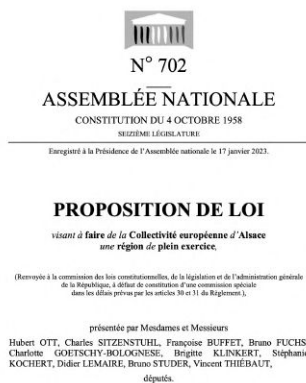 N° 702
ASSEMBLÉE NATIONALE
CONSTITUTION DU 4 OCTOBRE 1958
SEIZIÈME LÉGISLATURE
Enregistré à la Présidence de l'Assemblée nationale le 17 janvier 2023.
PROPOSITION DE LOI
visant à faire de la Collectivité européenne d'Alsace
une région de plein exercice,
(Renvoyée à la commission des lois constitutionnelles, de la législation et de l'administration générale
de la République, à défaut de constitution d'une commission spéciale
dans les délais prévus par les articles 30 et 31 du Règlement.),
présentée par Mesdames et Messieurs
Hubert OTT, Charles SITZENSTUHL, Françoise BUFFET, Bruno FUCHS
Charlotte GOETSCHY-BOLOGNESE, Brigitte KLINKERT, Stéphani
KOCHERT, Didier LEMAIRE, Bruno STUDER, Vincent THIÉBAUT,
députés.